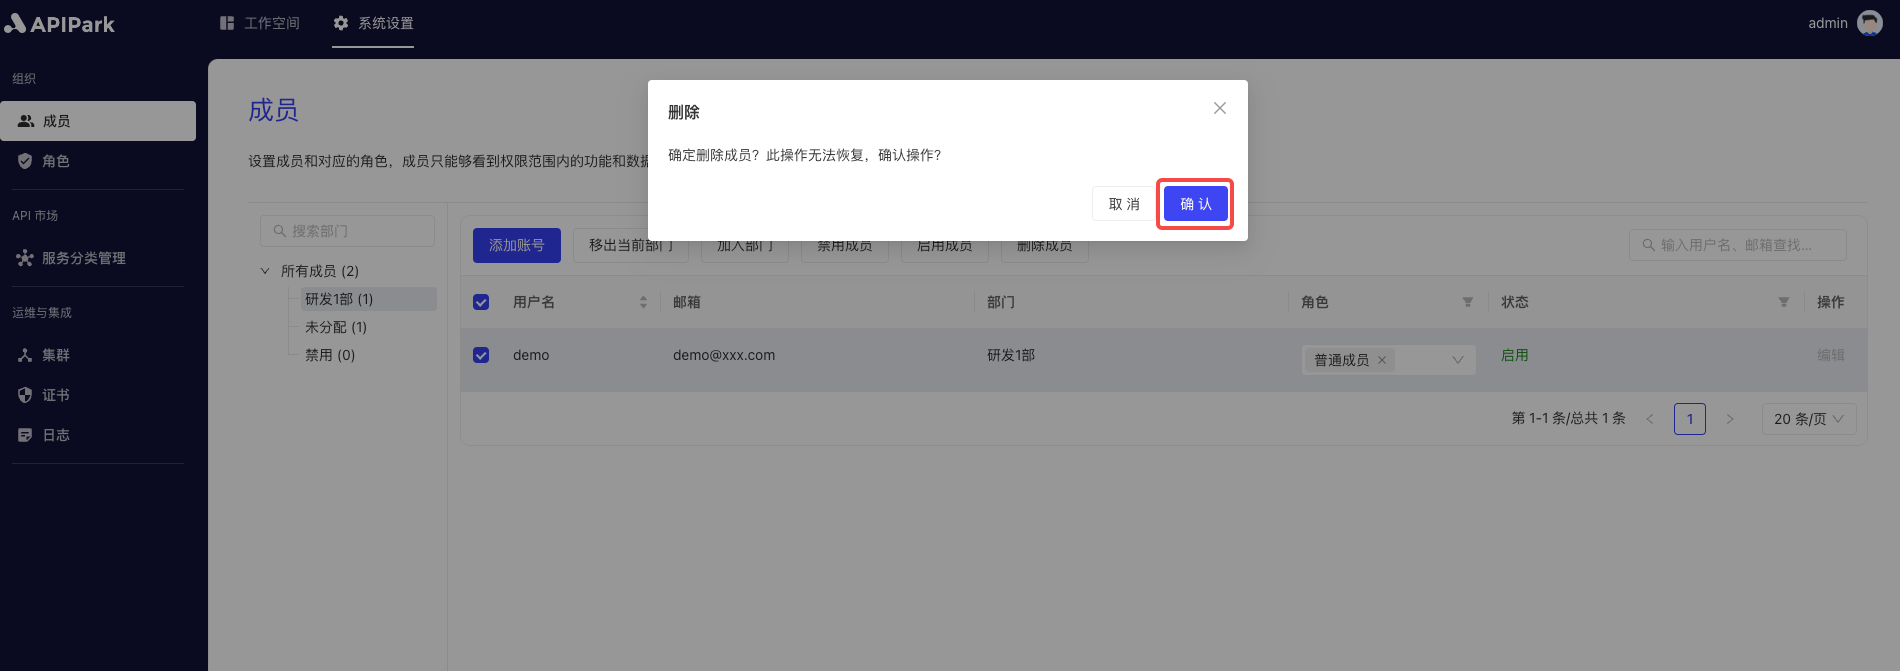 APIPark
工作空间
系统设置
admin
组织
成员
角色
API 市场
服务分类管理
运维与集成
集群
证书
日志
成员
设置成员和对应的角色，成员只能够看到权限范围内的功能和数据
删除
确定删除成员？此操作无法恢复，确认操作？
取 消
确 认
搜索部门
所有成员 (2)
研发1部 (1)
未分配 (1)
禁用 (0)
添加账号
移出当前部门
加入部门
禁用成员
启用成员
删除成员
输入用户名、邮箱查找...
用户名
邮箱
部门
角色
状态
操作
demo
demo@xxx.com
研发1部
普通成员
启用
编辑
第 1-1 条/总共 1 条
1
20 条/页